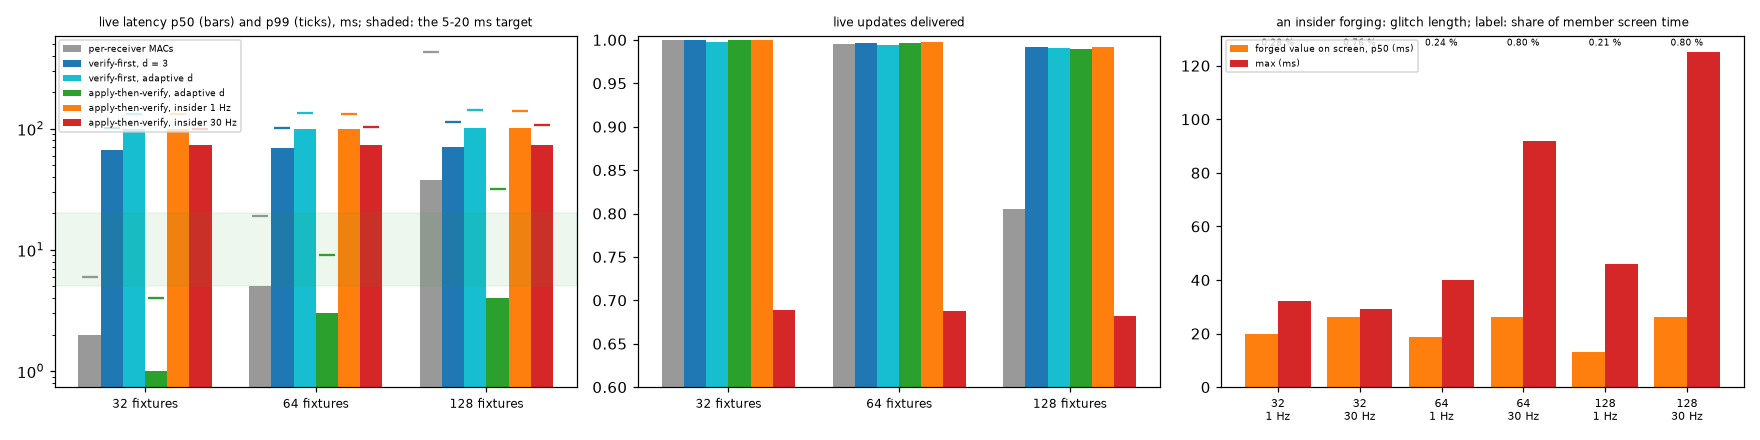 live latency p50 (bars) and p99 (ticks), ms; shaded: the 5-20 ms target
per-receiver MACs
verify-first, d = 3
verify-first, adaptive d
apply-then-verify, adaptive d
apply-then-verify, insider 1 Hz
apply-then-verify, insider 30 Hz
10²
10¹
10⁰
32 fixtures
64 fixtures
128 fixtures
live updates delivered
1.00
0.95
0.90
0.85
0.80
0.75
0.70
0.65
0.60
32 fixtures
64 fixtures
128 fixtures
an insider forging: glitch length; label: share of member screen time
0.24 %
0.80 %
0.21 %
0.80 %
forged value on screen, p50 (ms)
max (ms)
120
100
80
60
40
20
0
32
1 Hz
32
30 Hz
64
1 Hz
64
30 Hz
128
1 Hz
128
30 Hz